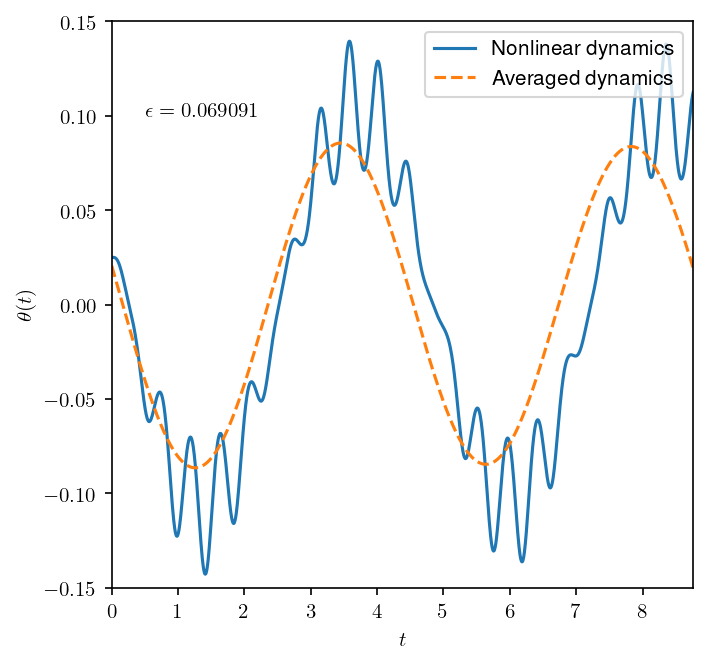 0.15
0.10
0.05
0.00
−0.05
−0.10
−0.15
θ(t)
ϵ = 0.069091
Nonlinear dynamics
Averaged dynamics
0 1 2 3 4 5 6 7 8
t